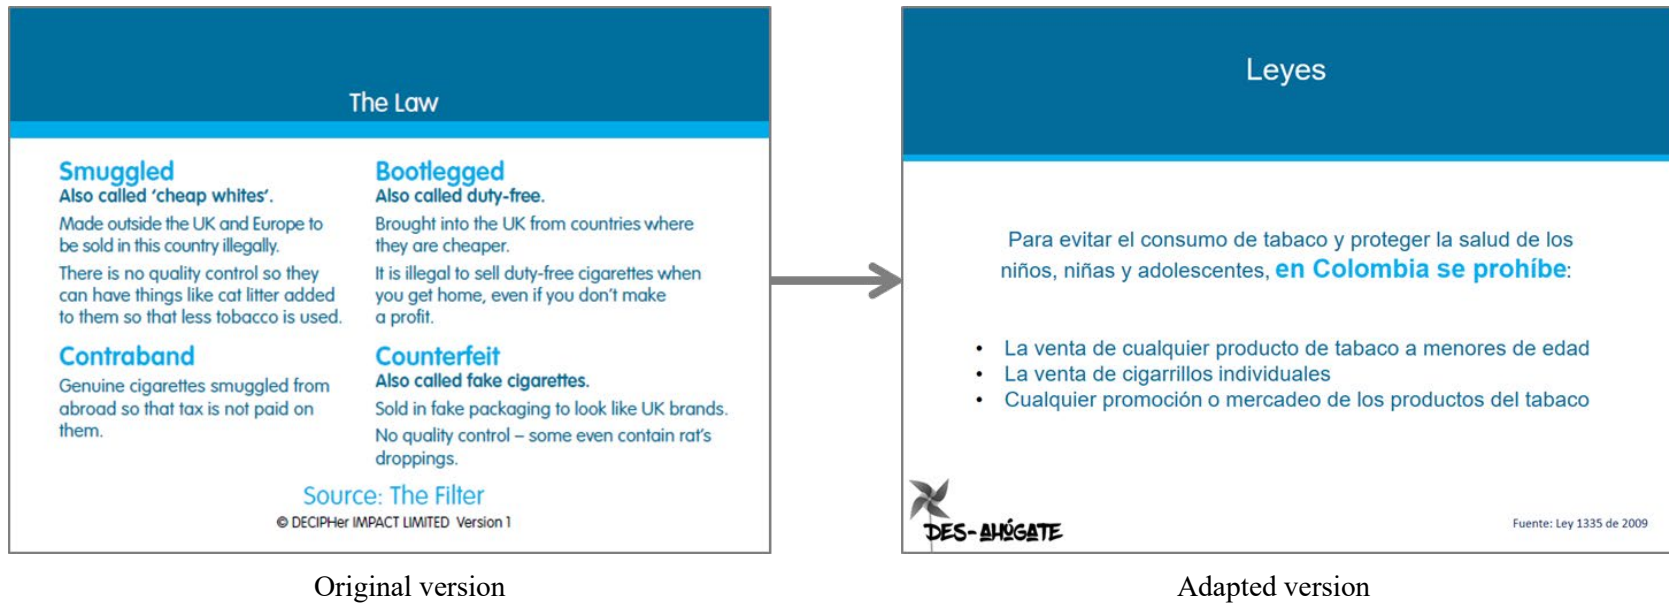 The Law
Smuggled
Also called ‘cheap whites’.
Made outside the UK and Europe to
be sold in this country illegally.
There is no quality control so they
can have things like cat litter added
to them so that less tobacco is used.
Contraband
Genuine cigarettes smuggled from
abroad so that tax is not paid on
them.
Bootlegged
Also called duty-free.
Brought into the UK from countries where
they are cheaper.
It is illegal to sell duty-free cigarettes when
you get home, even if you don’t make
a profit.
Counterfeit
Also called fake cigarettes.
Sold in fake packaging to look like UK brands.
No quality control – some even contain rat’s
droppings.
Source: The Filter
© DECIPHer IMPACT LIMITED Version 1
Original version
Leyes
Para evitar el consumo de tabaco y proteger la salud de los
niños, niñas y adolescentes, en Colombia se prohíbe:
• La venta de cualquier producto de tabaco a menores de edad
• La venta de cigarrillos individuales
• Cualquier promoción o mercadeo de los productos del tabaco
DES-AHÓGATE
Fuente: Ley 1335 de 2009
Adapted version